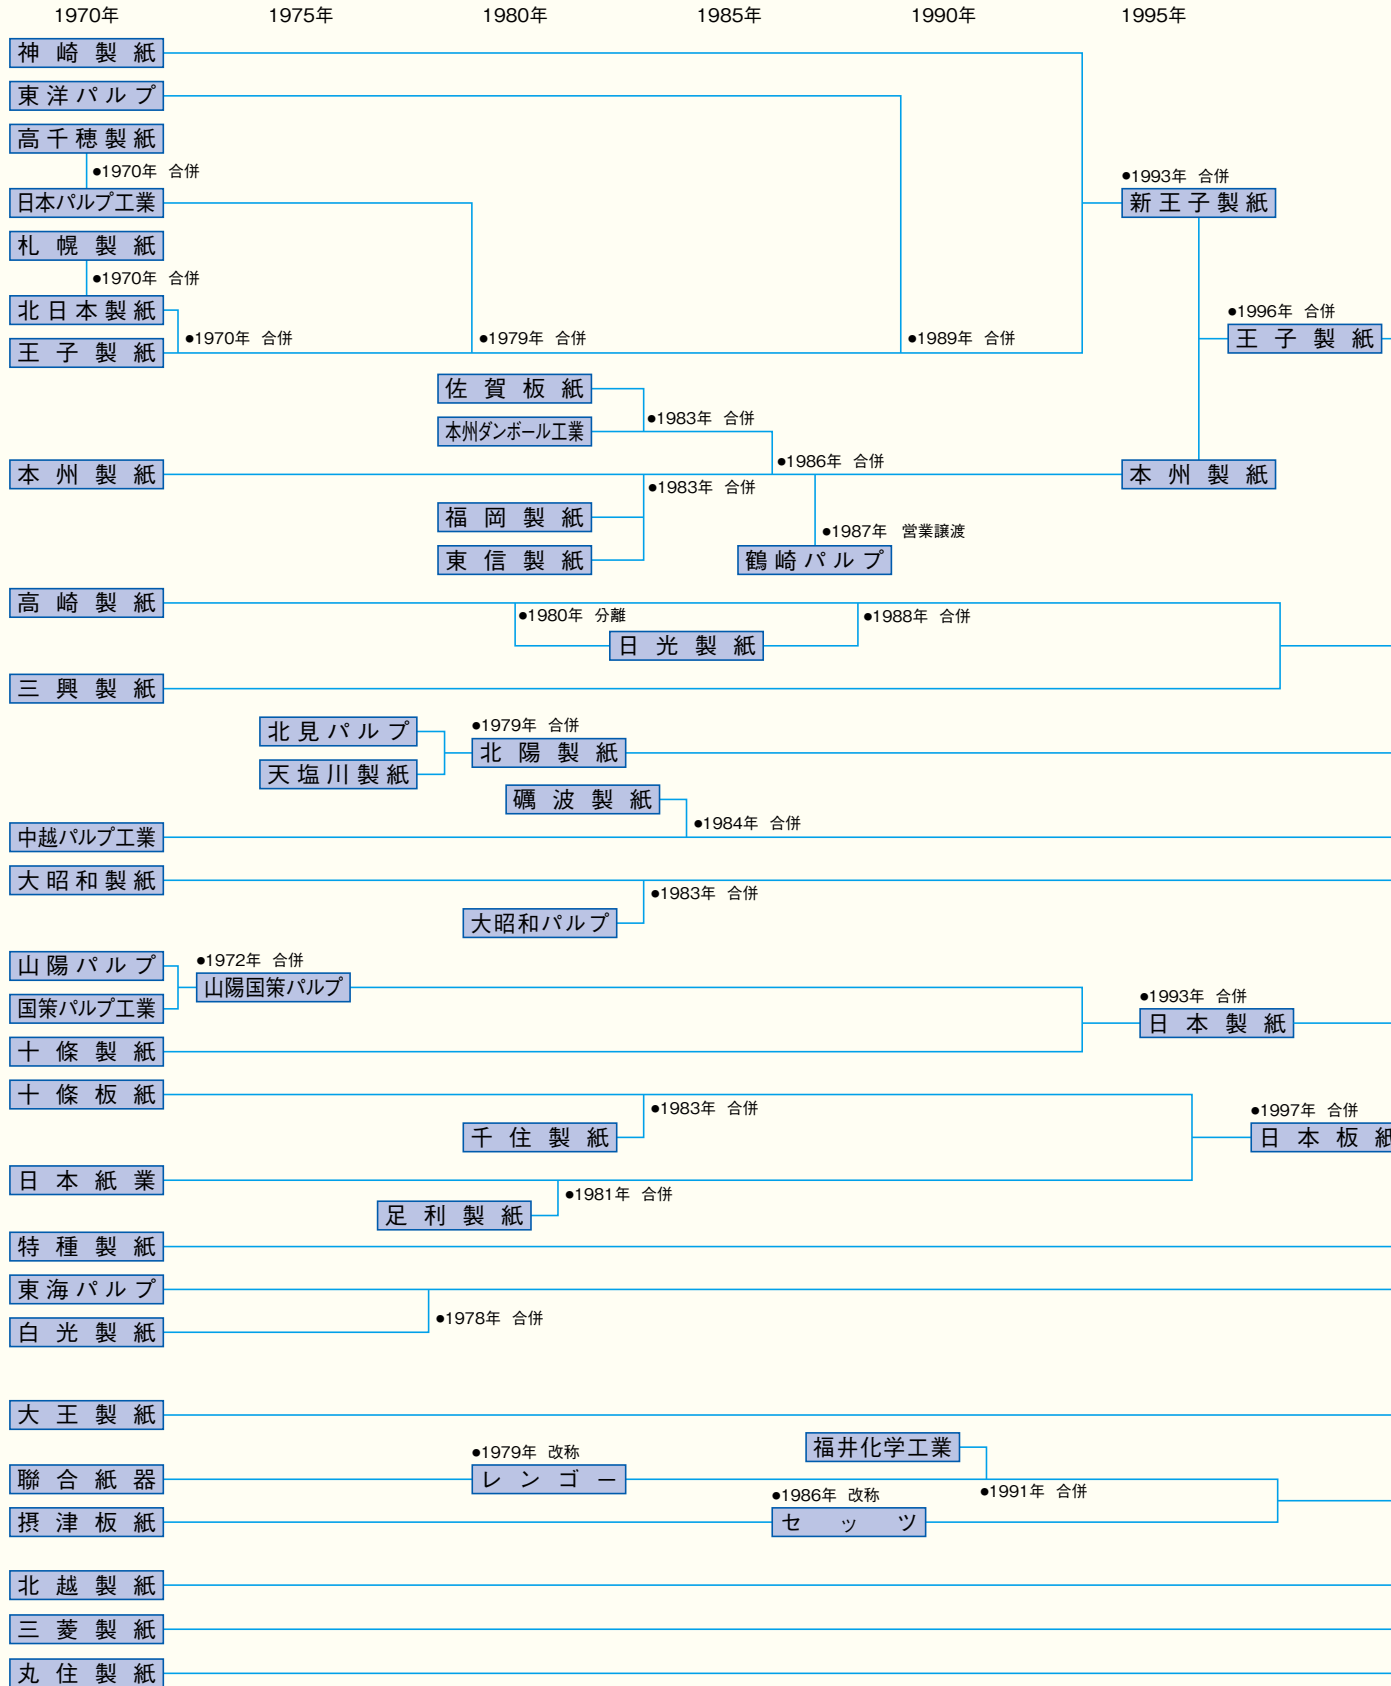 1970年 1975年 1980年 1985年 1990年 1995年
神崎製紙
東洋パルプ
高千穂製紙
●1970年 合併
●1993年 合併
日本パルプ工業
新王子製紙
札幌製紙
●1970年 合併
北日本製紙
●1996年 合併
王子製紙
●1970年 合併
●1979年 合併
●1989年 合併
王子製紙
佐賀板紙
●1983年 合併
本州ダンボール工業
●1986年 合併
本州製紙
本州製紙
●1983年 合併
福岡製紙
●1987年 営業譲渡
東信製紙
鶴崎パルプ
高崎製紙
●1980年 分離
●1988年 合併
日光製紙
三興製紙
北見パルプ
●1979年 合併
北陽製紙
天塩川製紙
礪波製紙
●1984年 合併
中越パルプ工業
大昭和製紙
●1983年 合併
大昭和パルプ
山陽パルプ
●1972年 合併
山陽国策パルプ
●1993年 合併
国策パルプ工業
日本製紙
十條製紙
十條板紙
●1983年 合併
●1997年 合併
千住製紙
日本板紙
日本紙業
●1981年 合併
足利製紙
特種製紙
東海パルプ
●1978年 合併
白光製紙
大王製紙
福井化学工業
●1979年 改称
聯合紙器
レンゴー
●1991年 合併
●1986年 改称
摂津板紙
セッツ
北越製紙
三菱製紙
丸住製紙